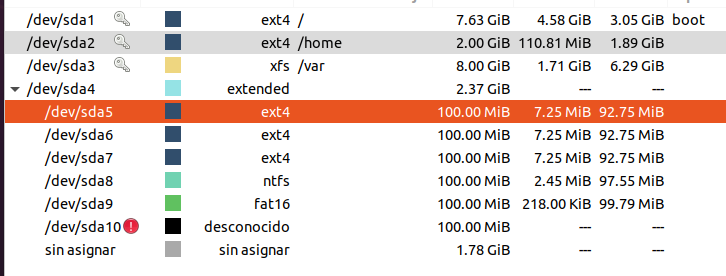 /dev/sda1 ext4 / 7.63 GiB 4.58 GiB 3.05 GiB boot
/dev/sda2 ext4 /home 2.00 GiB 110.81 MiB 1.89 GiB
/dev/sda3 xfs /var 8.00 GiB 1.71 GiB 6.29 GiB
/dev/sda4 extended 2.37 GiB --- ---
/dev/sda5 ext4 100.00 MiB 7.25 MiB 92.75 MiB
/dev/sda6 ext4 100.00 MiB 7.25 MiB 92.75 MiB
/dev/sda7 ext4 100.00 MiB 7.25 MiB 92.75 MiB
/dev/sda8 ntfs 100.00 MiB 2.45 MiB 97.55 MiB
/dev/sda9 fat16 100.00 MiB 218.00 KiB 99.79 MiB
/dev/sda10 desconocido 100.00 MiB --- ---
sin asignar sin asignar 1.78 GiB --- ---